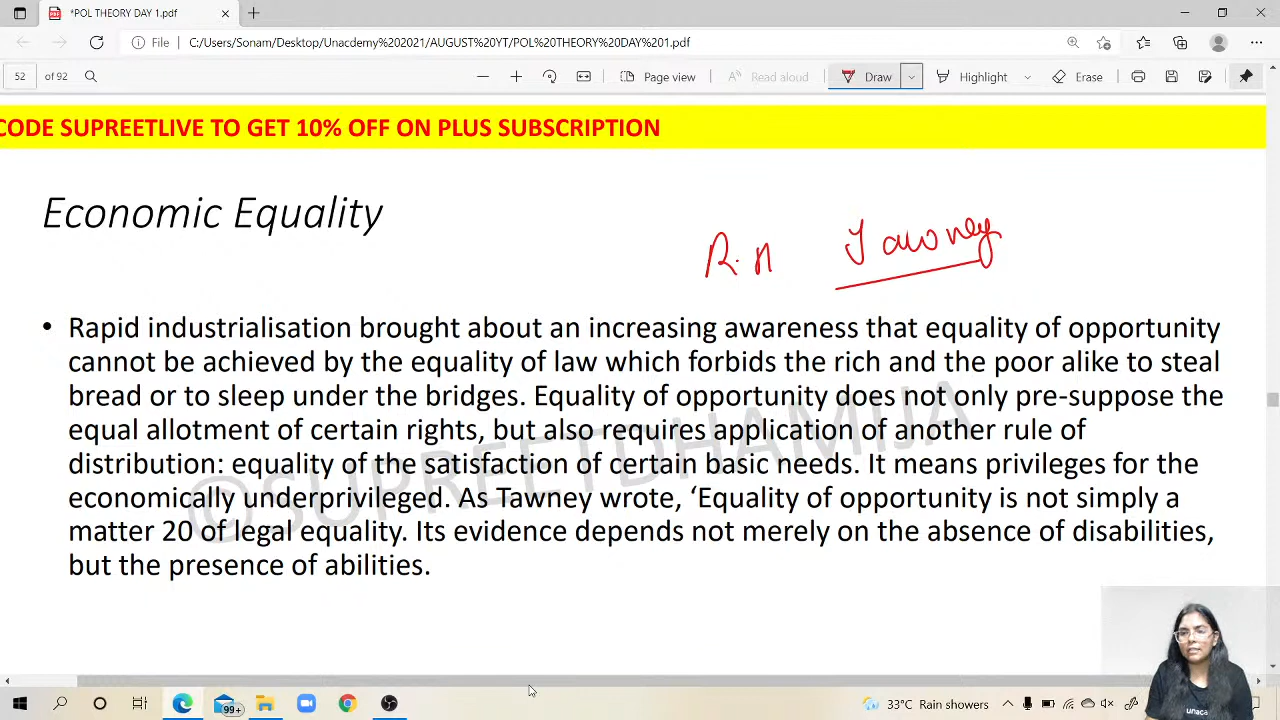 *POL THEORY DAY 1.pdf
File C:/Users/Sonam/Desktop/Unacdemy%202021/AUGUST%20YT/POL%20THEORY%20DAY%201.pdf
52 of 92 Page view Read aloud Draw Highlight Erase
CODE SUPREETLIVE TO GET 10% OFF ON PLUS SUBSCRIPTION
Economic Equality
R.H Tawney
• Rapid industrialisation brought about an increasing awareness that equality of opportunity
cannot be achieved by the equality of law which forbids the rich and the poor alike to steal
bread or to sleep under the bridges. Equality of opportunity does not only pre-suppose the
equal allotment of certain rights, but also requires application of another rule of
distribution: equality of the satisfaction of certain basic needs. It means privileges for the
economically underprivileged. As Tawney wrote, ‘Equality of opportunity is not simply a
matter 20 of legal equality. Its evidence depends not merely on the absence of disabilities,
but the presence of abilities.
©SUPREETDHAMIJA
unaca
99+ 33°C Rain showers